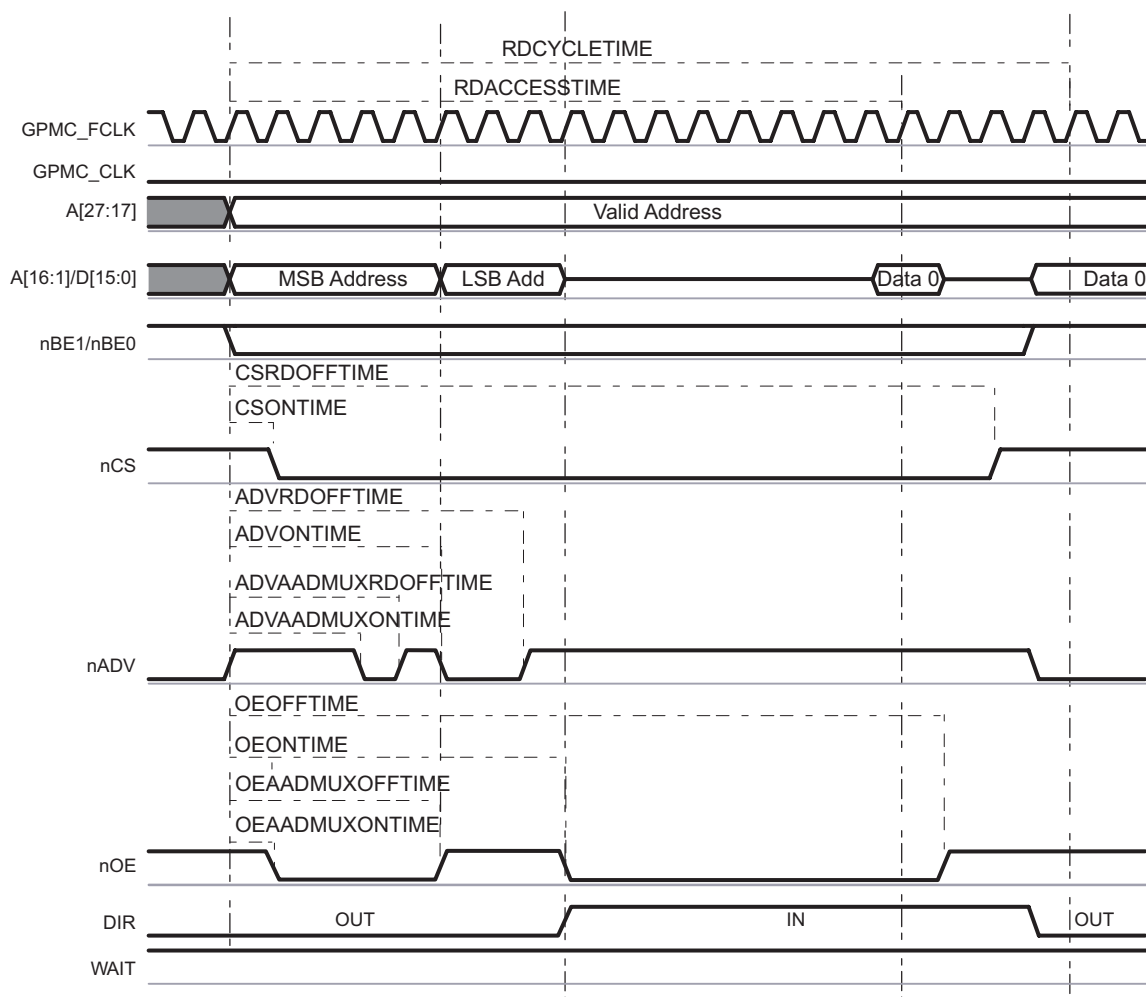 RDCYCLETIME
RDACCESSTIME
GPMC_FCLK
GPMC_CLK
A[27:17]
Valid Address
A[16:1]/D[15:0]
MSB Address
LSB Add
Data 0
Data 0
nBE1/nBE0
CSRDOFFTIME
CSONTIME
nCS
ADVRDOFFTIME
ADVONTIME
ADVAADMUXRDOFFTIME
ADVAADMUXONTIME
nADV
OEOFFTIME
OEONTIME
OEAADMUXOFFTIME
OEAADMUXONTIME
nOE
DIR
OUT
IN
OUT
WAIT